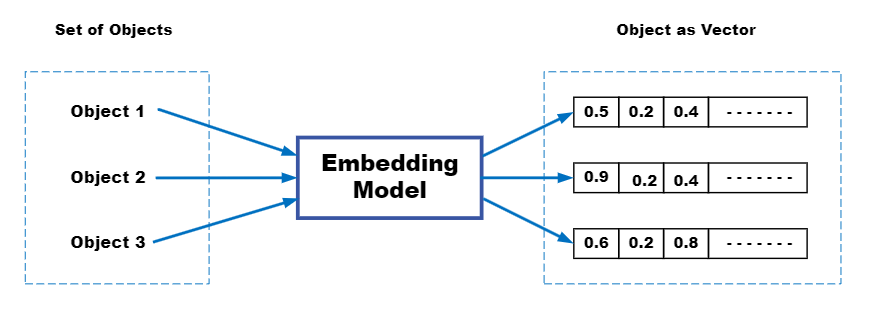 Set of Objects
Object as Vector
Object 1
0.5 0.2 0.4 -------
Embedding
Model
Object 2
0.9 0.2 0.4 -------
Object 3
0.6 0.2 0.8 -------